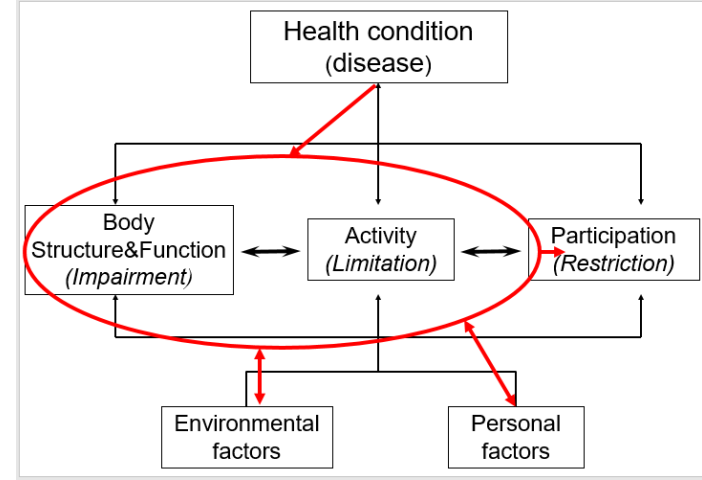 Health condition
(disease)
Body
Structure&Function
(Impairment)
Activity
(Limitation)
Participation
(Restriction)
Environmental
factors
Personal
factors